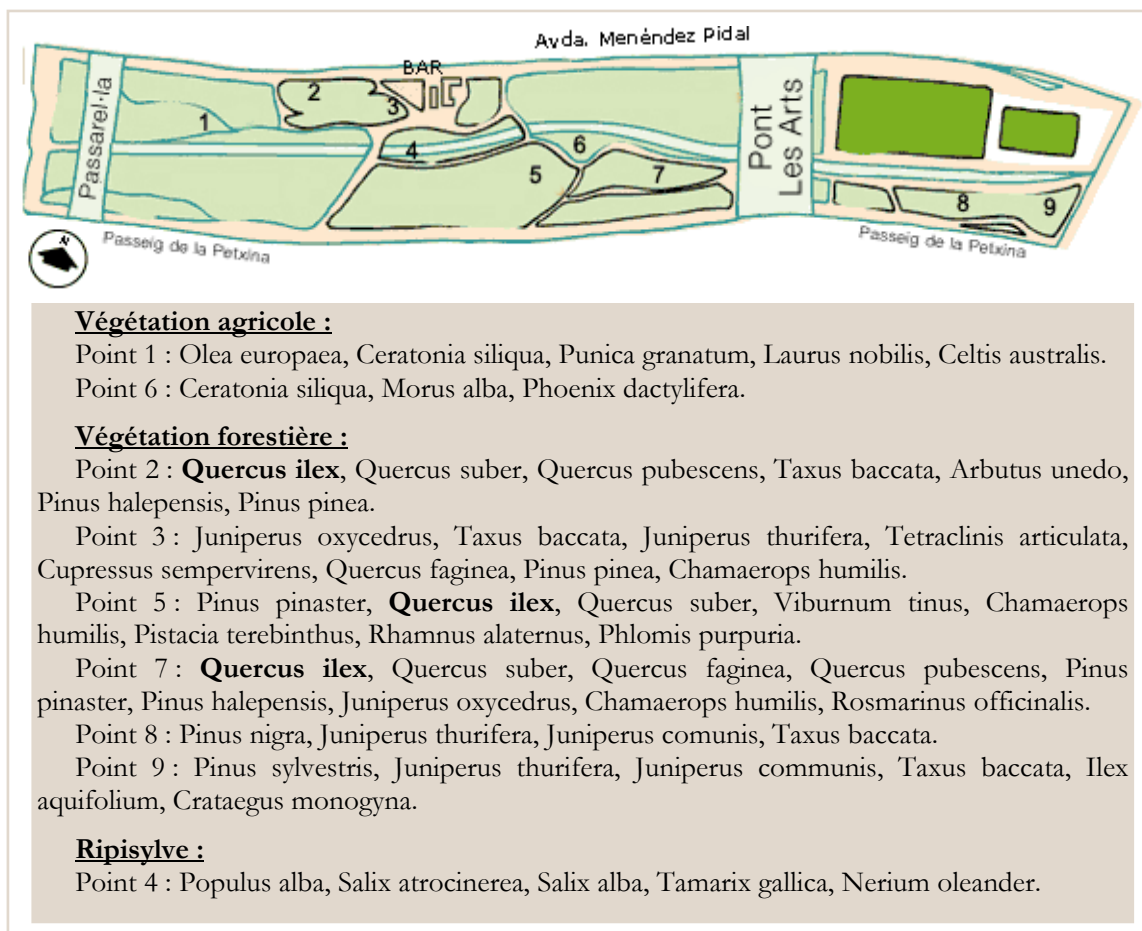 Avda. Menéndez Pidal
BAR
Passarel·la
2
3
1
4
6
5
7
Pont
Les Arts
8
9
N
Passeig de la Petxina
Passeig de la Petxina
Végétation agricole :
Point 1 : Olea europaea, Ceratonia siliqua, Punica granatum, Laurus nobilis, Celtis australis.
Point 6 : Ceratonia siliqua, Morus alba, Phoenix dactylifera.
Végétation forestière :
Point 2 : Quercus ilex, Quercus suber, Quercus pubescens, Taxus baccata, Arbutus unedo,
Pinus halepensis, Pinus pinea.
Point 3 : Juniperus oxycedrus, Taxus baccata, Juniperus thurifera, Tetraclinis articulata,
Cupressus sempervirens, Quercus faginea, Pinus pinea, Chamaerops humilis.
Point 5 : Pinus pinaster, Quercus ilex, Quercus suber, Viburnum tinus, Chamaerops
humilis, Pistacia terebinthus, Rhamnus alaternus, Phlomis purpuria.
Point 7 : Quercus ilex, Quercus suber, Quercus faginea, Quercus pubescens, Pinus
pinaster, Pinus halepensis, Juniperus oxycedrus, Chamaerops humilis, Rosmarinus officinalis.
Point 8 : Pinus nigra, Juniperus thurifera, Juniperus comunis, Taxus baccata.
Point 9 : Pinus sylvestris, Juniperus thurifera, Juniperus communis, Taxus baccata, Ilex
aquifolium, Crataegus monogyna.
Ripisylve :
Point 4 : Populus alba, Salix atrocinerea, Salix alba, Tamarix gallica, Nerium oleander.